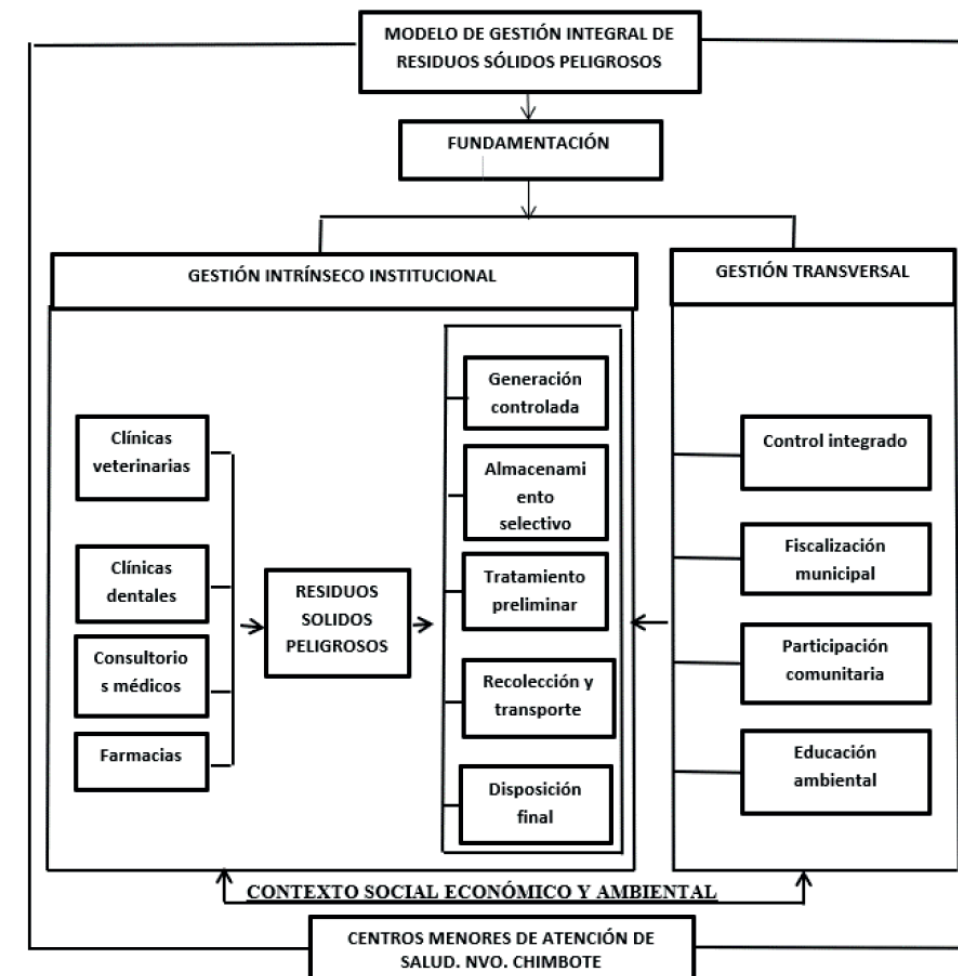 MODELO DE GESTIÓN INTEGRAL DE
RESIDUOS SÓLIDOS PELIGROSOS
FUNDAMENTACIÓN
GESTIÓN INTRÍNSECO INSTITUCIONAL
Clínicas
veterinarias
Clínicas
dentales
Consultorio
s médicos
Farmacias
RESIDUOS
SOLIDOS
PELIGROSOS
Generación
controlada
Almacenami
ento
selectivo
Tratamiento
preliminar
Recolección y
transporte
Disposición
final
GESTIÓN TRANSVERSAL
Control integrado
Fiscalización
municipal
Participación
comunitaria
Educación
ambiental
CONTEXTO SOCIAL ECONÓMICO Y AMBIENTAL
CENTROS MENORES DE ATENCIÓN DE
SALUD. NVO. CHIMBOTE